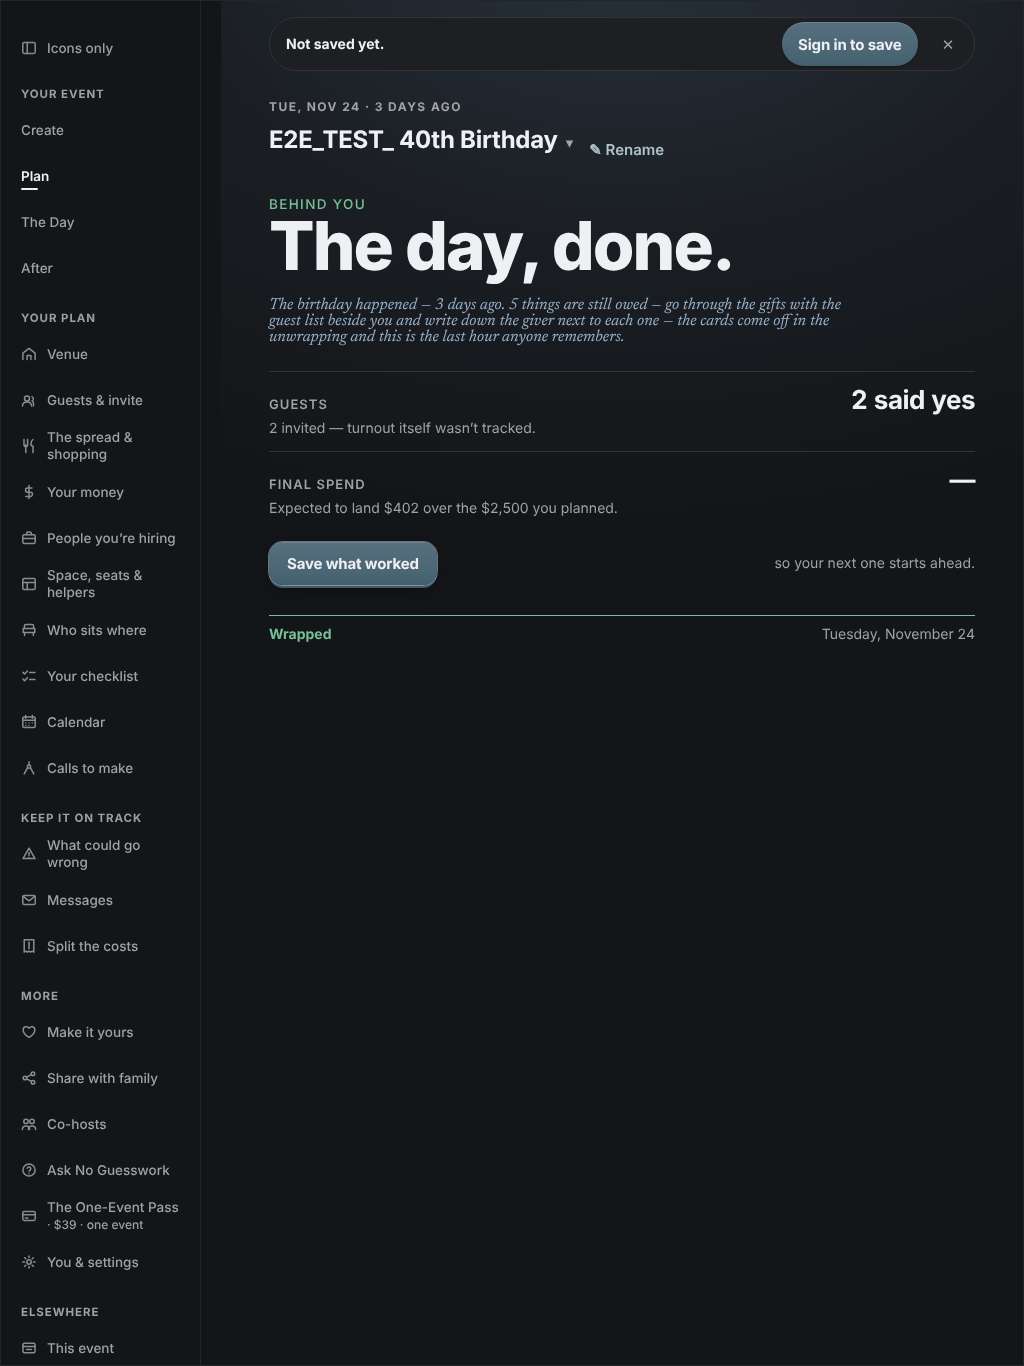 Icons only
YOUR EVENT
Create
Plan
The Day
After
YOUR PLAN
Venue
Guests & invite
The spread &
shopping
Your money
People you’re hiring
Space, seats &
helpers
Who sits where
Your checklist
Calendar
Calls to make
KEEP IT ON TRACK
What could go
wrong
Messages
Split the costs
MORE
Make it yours
Share with family
Co-hosts
Ask No Guesswork
The One-Event Pass
· $39 · one event
You & settings
ELSEWHERE
This event
Not saved yet.
Sign in to save
×
TUE, NOV 24 · 3 DAYS AGO
E2E_TEST_ 40th Birthday ▾
✎ Rename
BEHIND YOU
The day, done.
The birthday happened – 3 days ago. 5 things are still owed – go through the gifts with the
guest list beside you and write down the giver next to each one – the cards come off in the
unwrapping and this is the last hour anyone remembers.
GUESTS
2 said yes
2 invited — turnout itself wasn’t tracked.
FINAL SPEND
—
Expected to land $402 over the $2,500 you planned.
Save what worked
so your next one starts ahead.
Wrapped
Tuesday, November 24